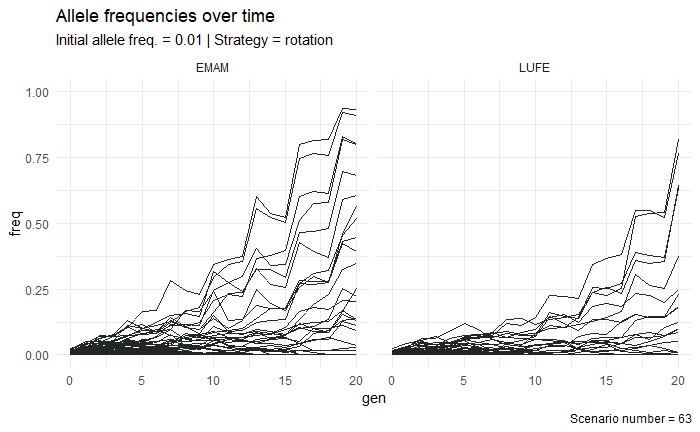 Allele frequencies over time
Initial allele freq. = 0.01 | Strategy = rotation
EMAM
LUFE
freq
1.00
0.75
0.50
0.25
0.00
0 5 10 15 20
0 5 10 15 20
gen
Scenario number = 63